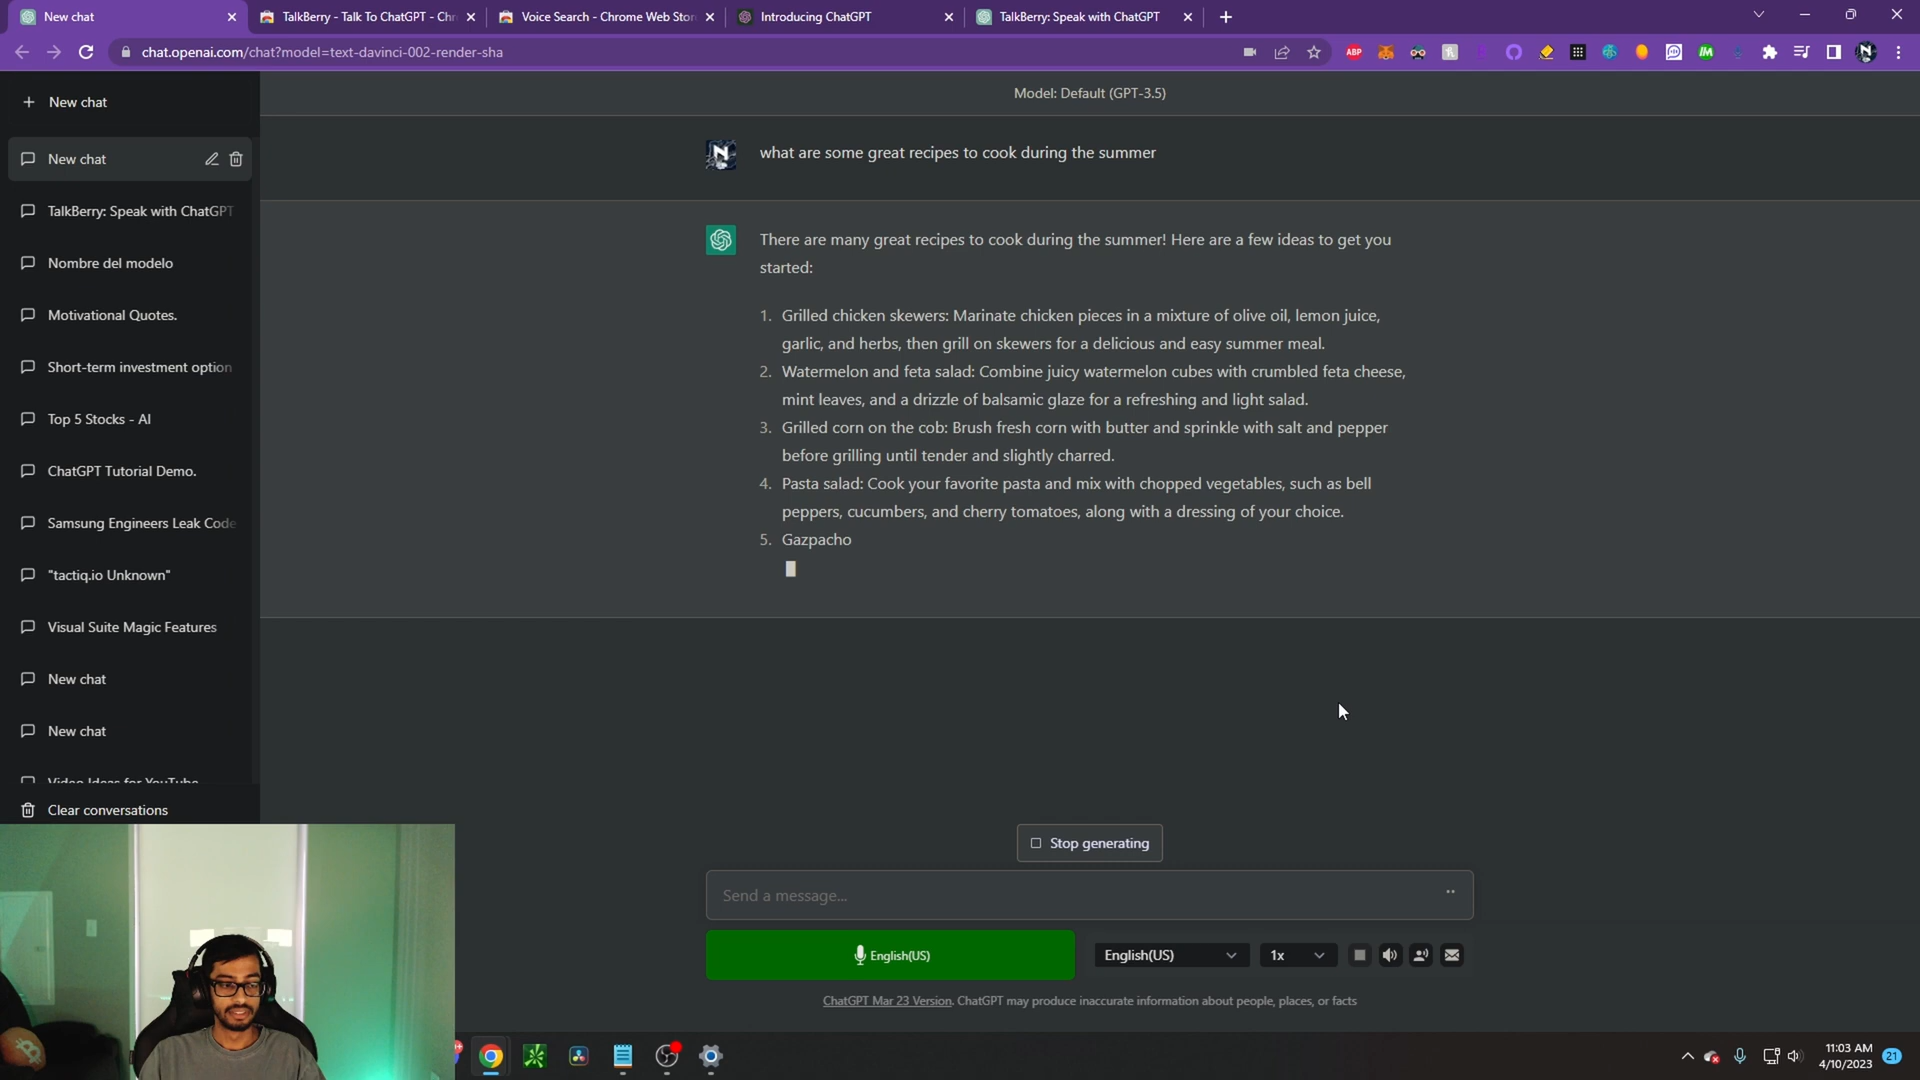 New chat
TalkBerry - Talk To ChatGPT - Chr
Voice Search - Chrome Web Stor
Introducing ChatGPT
TalkBerry: Speak with ChatGPT
chat.openai.com/chat?model=text-davinci-002-render-sha
ABP
New chat
Model: Default (GPT-3.5)
New chat
TalkBerry: Speak with ChatGPT
Nombre del modelo
Motivational Quotes.
Short-term investment option
Top 5 Stocks - AI
ChatGPT Tutorial Demo.
Samsung Engineers Leak Code
"tactiq.io Unknown"
Visual Suite Magic Features
New chat
New chat
Video Ideas for YouTube
Clear conversations
N
what are some great recipes to cook during the summer
There are many great recipes to cook during the summer! Here are a few ideas to get you
started:
1. Grilled chicken skewers: Marinate chicken pieces in a mixture of olive oil, lemon juice,
garlic, and herbs, then grill on skewers for a delicious and easy summer meal.
2. Watermelon and feta salad: Combine juicy watermelon cubes with crumbled feta cheese,
mint leaves, and a drizzle of balsamic glaze for a refreshing and light salad.
3. Grilled corn on the cob: Brush fresh corn with butter and sprinkle with salt and pepper
before grilling until tender and slightly charred.
4. Pasta salad: Cook your favorite pasta and mix with chopped vegetables, such as bell
peppers, cucumbers, and cherry tomatoes, along with a dressing of your choice.
5. Gazpacho
Stop generating
Send a message...
English(US)
English(US)
1x
ChatGPT Mar 23 Version. ChatGPT may produce inaccurate information about people, places, or facts
11:03 AM
4/10/2023
21